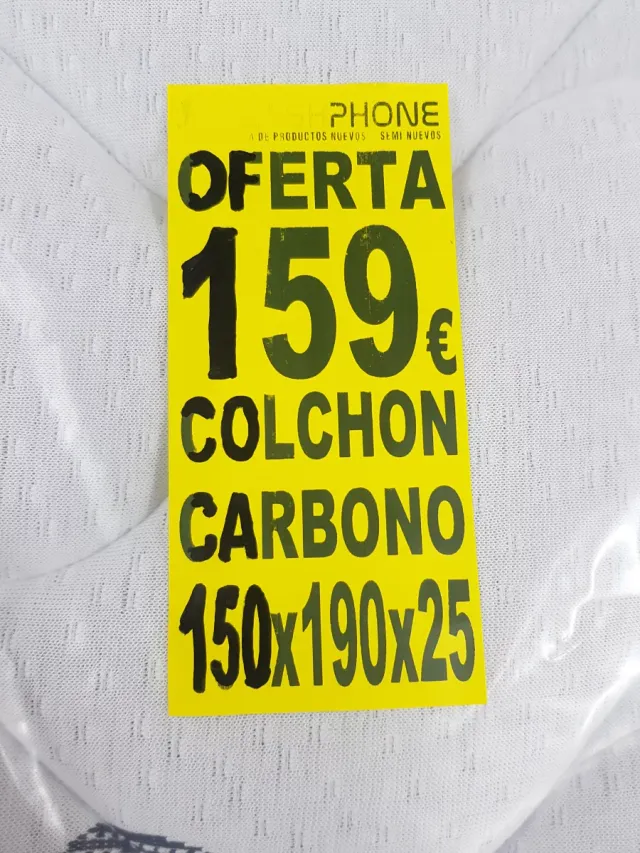 PHONE
DE PRODUCTOS NUEVOS SEMI NUEVOS
OFERTA
159€
COLCHON
CARBONO
150x190x25